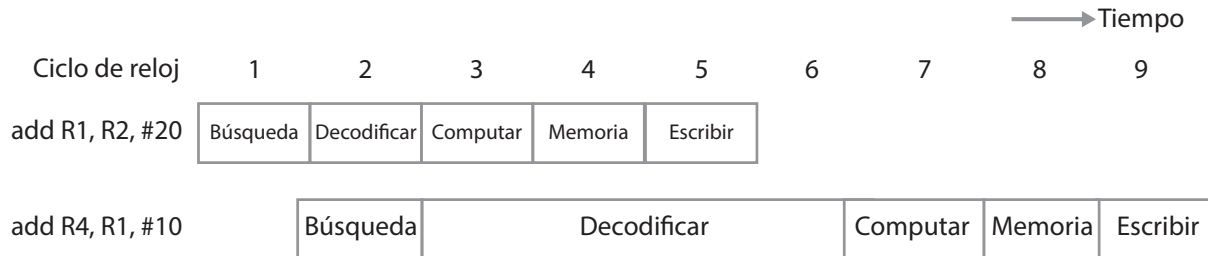 Tiempo
Ciclo de reloj 1 2 3 4 5 6 7 8 9
add R1, R2, #20 Búsqueda Decodificar Computar Memoria Escribir
add R4, R1, #10 Búsqueda Decodificar Computar Memoria Escribir